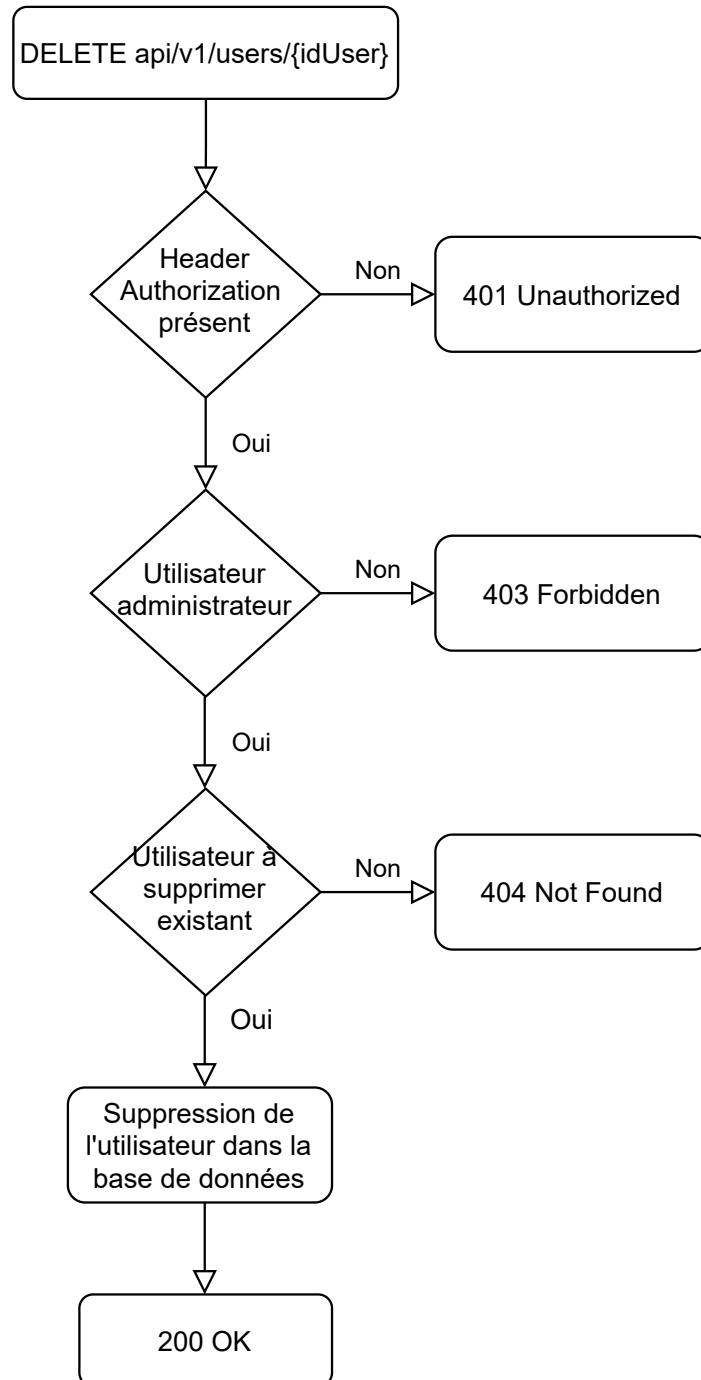 DELETE api/v1/users/{idUser}
Header
Authorization
présent
Non
401 Unauthorized
Oui
Utilisateur
administrateur
Non
403 Forbidden
Oui
Utilisateur à
supprimer
existant
Non
404 Not Found
Oui
Suppression de
l'utilisateur dans la
base de données
200 OK